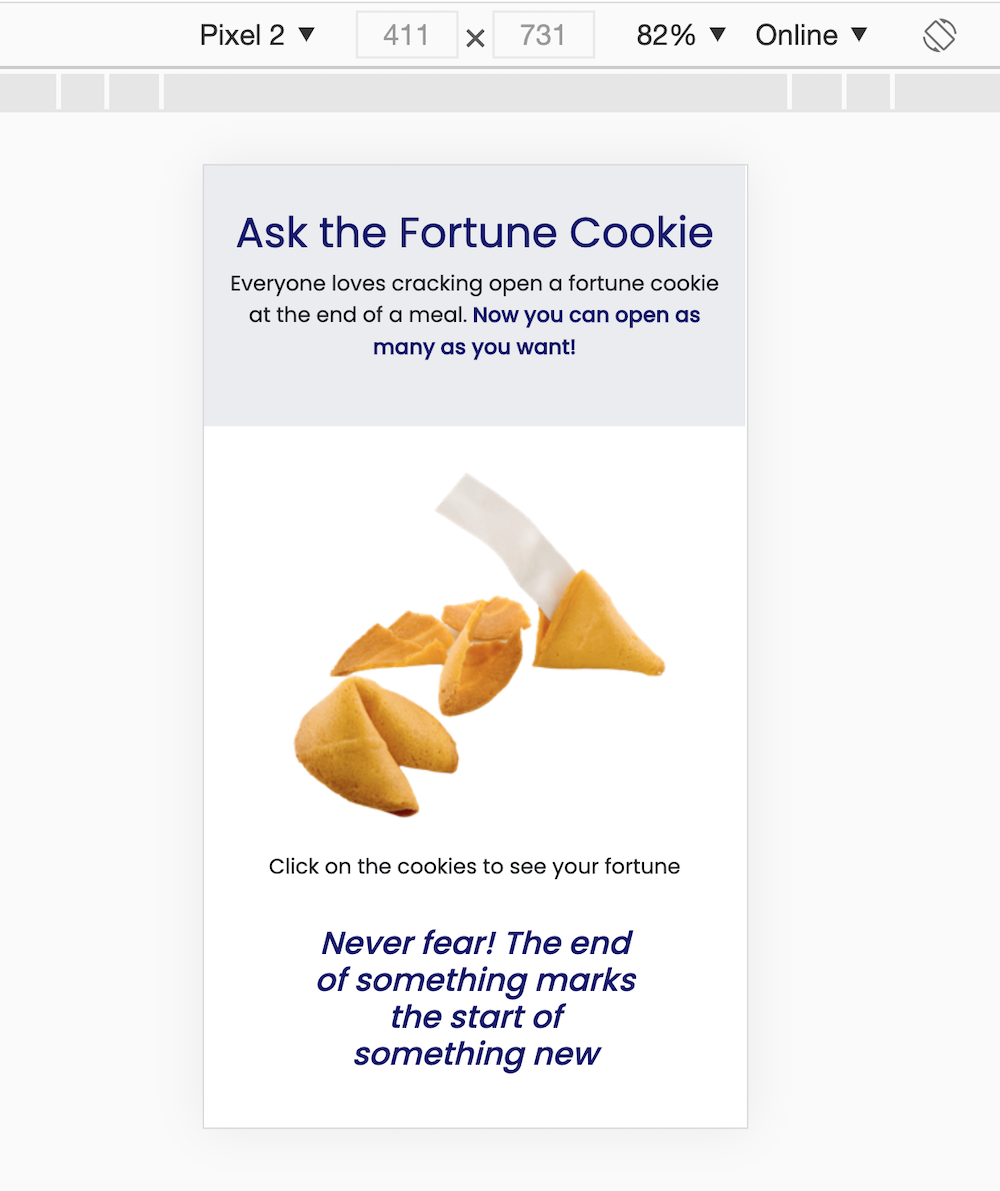 Pixel 2 ▼ 411 × 731 82% ▼ Online ▼
Ask the Fortune Cookie
Everyone loves cracking open a fortune cookie
at the end of a meal. Now you can open as
many as you want!
Click on the cookies to see your fortune
Never fear! The end
of something marks
the start of
something new